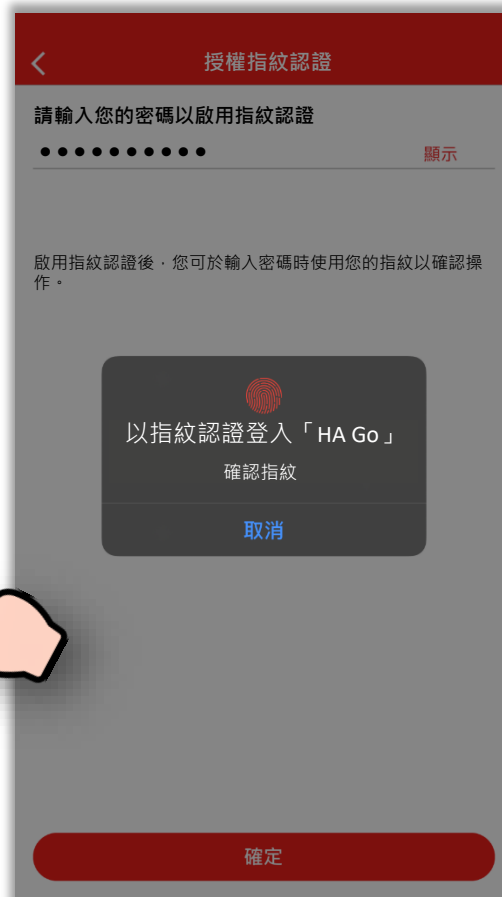 授權指紋認證
請輸入您的密碼以啟用指紋認證
●●●●●●●●●●
顯示
啟用指紋認證後，您可於輸入密碼時使用您的指紋以確認操
作。
以指紋認證登入「HA Go」
確認指紋
取消
確定